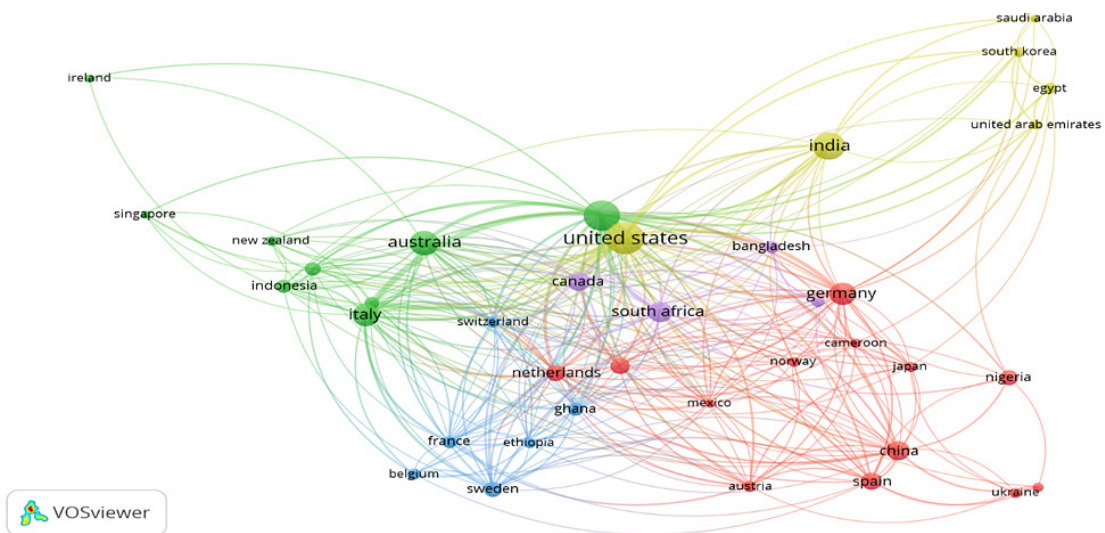 saudi arabia
south korea
ireland
egypt
united arab emirates
india
singapore
united states
new zealand
australia
bangladesh
canada
indonesia
germany
italy
south africa
switzerland
cameroon
norway
japan
netherlands
nigeria
mexico
ghana
france
ethiopia
china
belgium
spain
sweden
austria
ukraine
VOSviewer